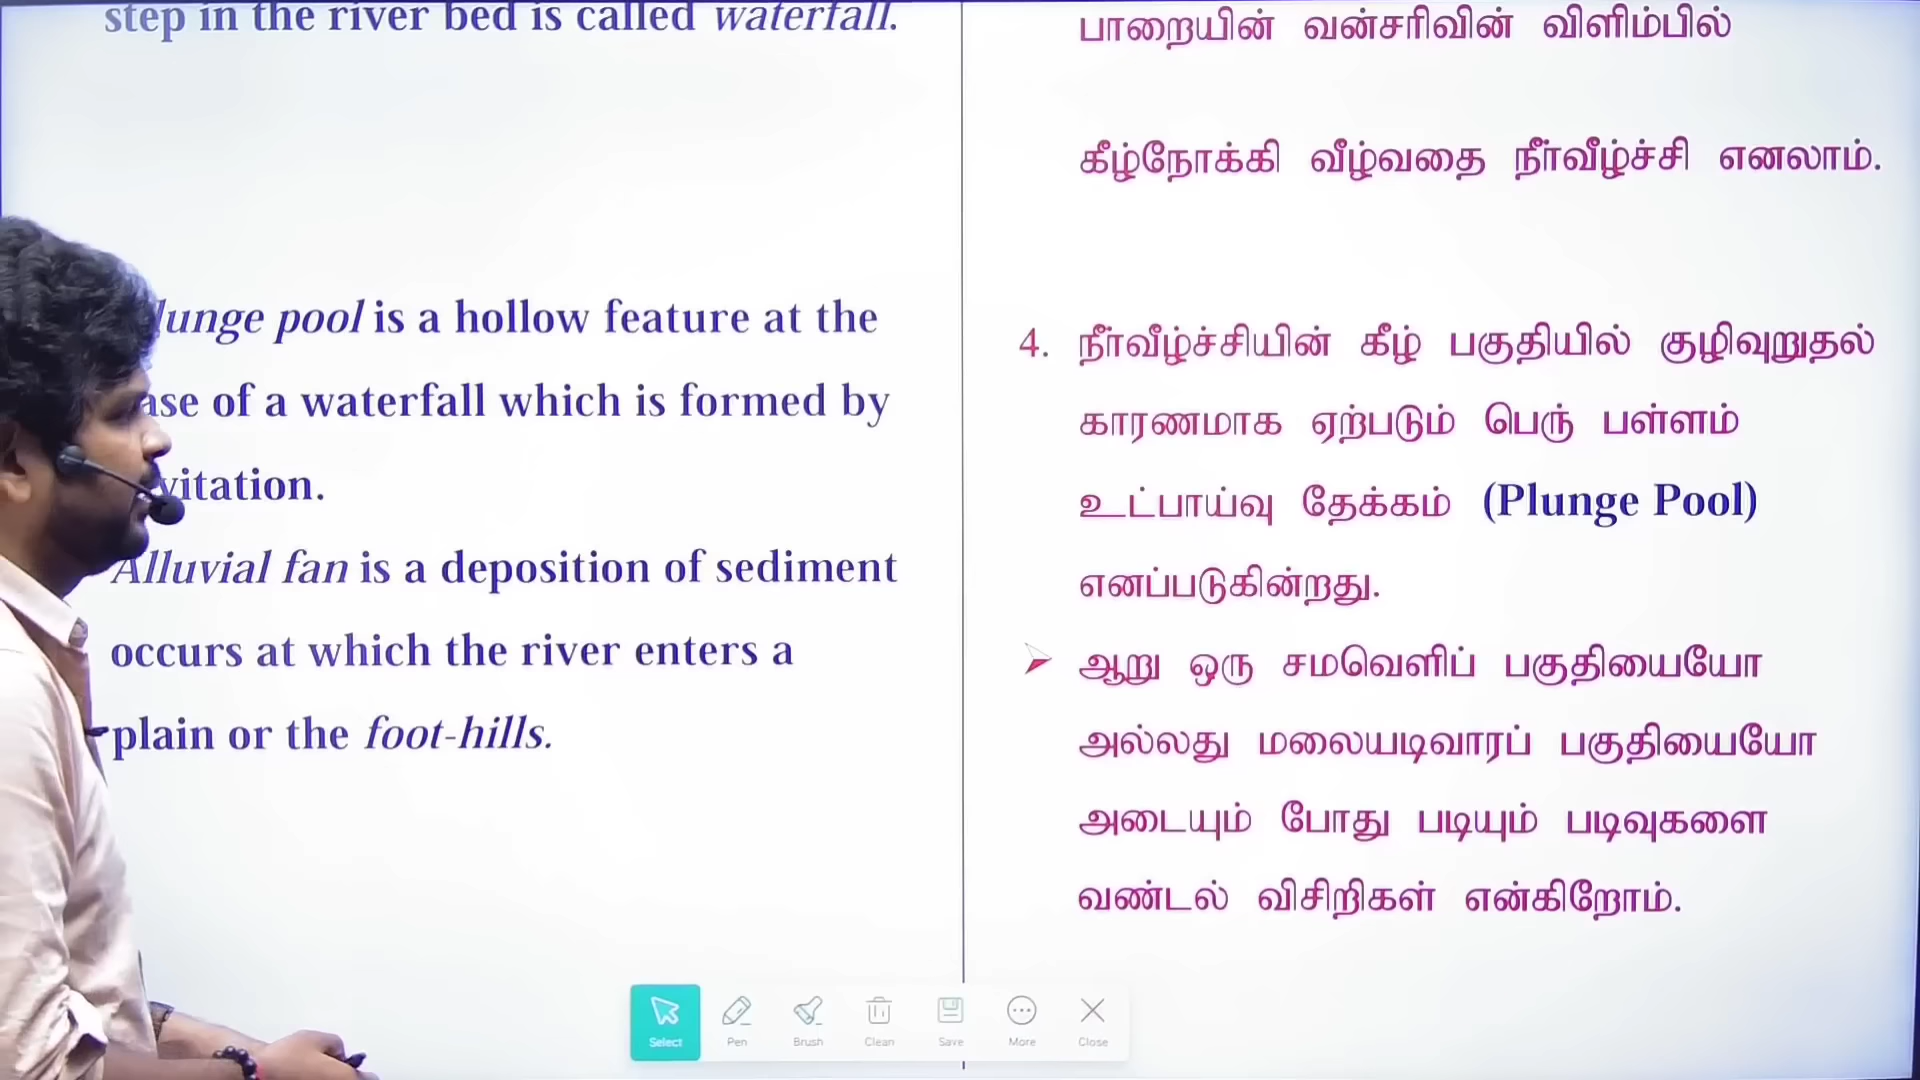 step in the river bed is called waterfall.
lunge pool is a hollow feature at the
ase of a waterfall which is formed by
vitation.
Alluvial fan is a deposition of sediment
occurs at which the river enters a
plain or the foot-hills.
பாறையின் வன்சரிவின் விளிம்பில்
கீழ்நோக்கி வீழ்வதை நீர்வீழ்ச்சி எனலாம்.
4. நீர்வீழ்ச்சியின் கீழ் பகுதியில் குழிவுறுதல்
காரணமாக ஏற்படும் பெரு் பள்ளம்
உட்பாய்வு தேக்கம் (Plunge Pool)
எனப்படுகின்றது.
ஆறு ஒரு சமவெளிப் பகுதியையோ
அல்லது மலையடிவாரப் பகுதியையோ
அடையும் போது படியும் படிவுகளை
வண்டல் விசிறிகள் என்கிறோம்.
Select Pen Brush Clean Save More Close